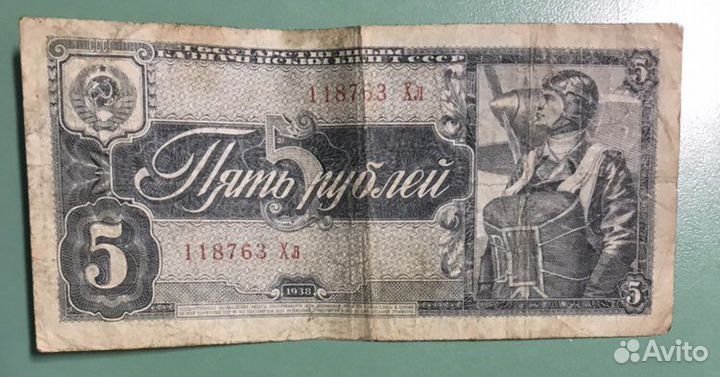 СССР
ГОСУДАРСТВЕННЫЙ
КАЗНАЧЕЙСКИЙ БИЛЕТ СССР
5
118763 Хл
5
Пять рублей
118763 Хл
5
1938
5
Avito